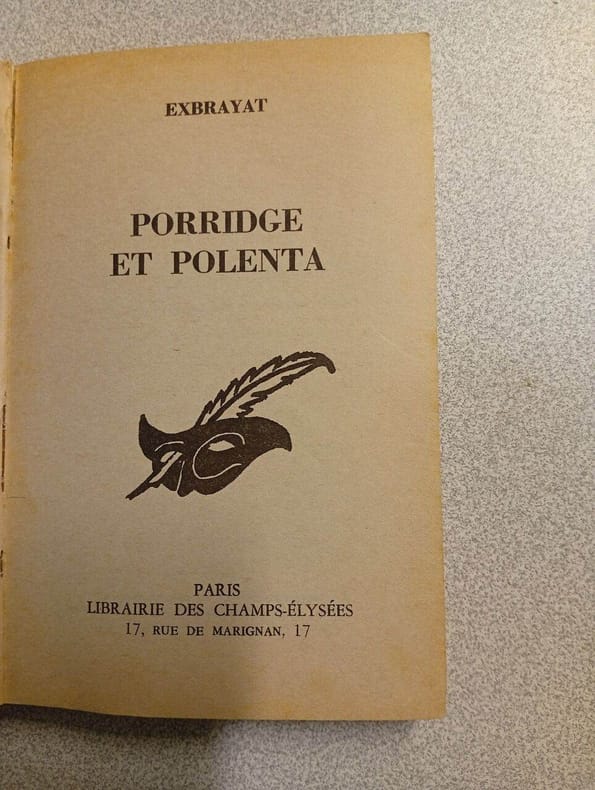 EXBRAYAT
PORRIDGE
ET POLENTA
PARIS
LIBRAIRIE DES CHAMPS-ÉLYSÉES
17, RUE DE MARIGNAN, 17